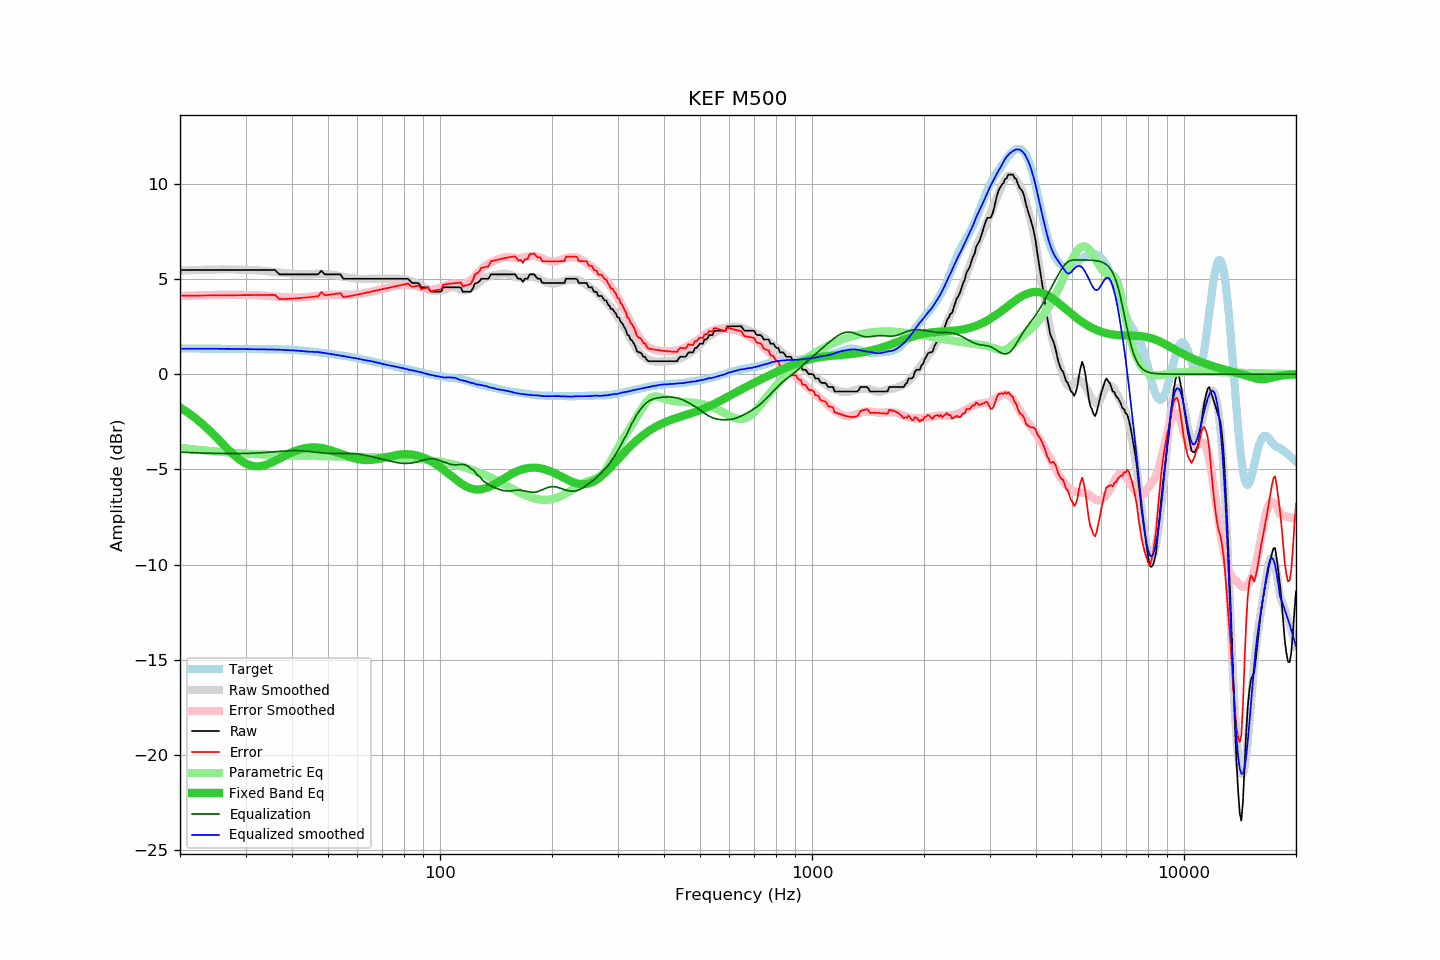 KEF M500
Amplitude (dBr)
10
5
0
−5
−10
−15
−20
−25
Target
Raw Smoothed
Error Smoothed
Raw
Error
Parametric Eq
Fixed Band Eq
Equalization
Equalized smoothed
100
1000
10000
Frequency (Hz)